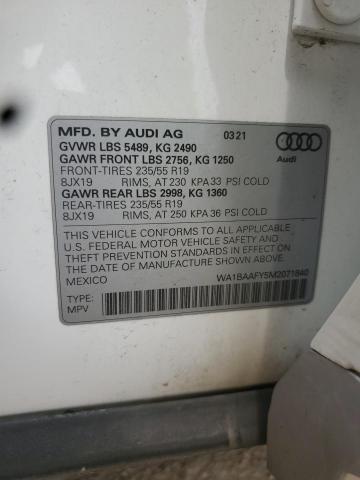 MFD. BY AUDI AG 03 21
GVWR LBS 5489, KG 2490
GAWR FRONT LBS 2756, KG 1250
FRONT-TIRES 235/55 R19
8JX19 RIMS, AT 230 KPA 33 PSI COLD
GAWR REAR LBS 2998, KG 1360
REAR-TIRES 235/55 R19
8JX19 RIMS, AT 250 KPA 36 PSI COLD
Audi
THIS VEHICLE CONFORMS TO ALL APPLICABLE
U.S. FEDERAL MOTOR VEHICLE SAFETY AND
THEFT PREVENTION STANDARDS IN EFFECT ON
THE DATE OF MANUFACTURE SHOWN ABOVE.
MEXICO
WA1BAAFY5M2071840
TYPE:
MPV